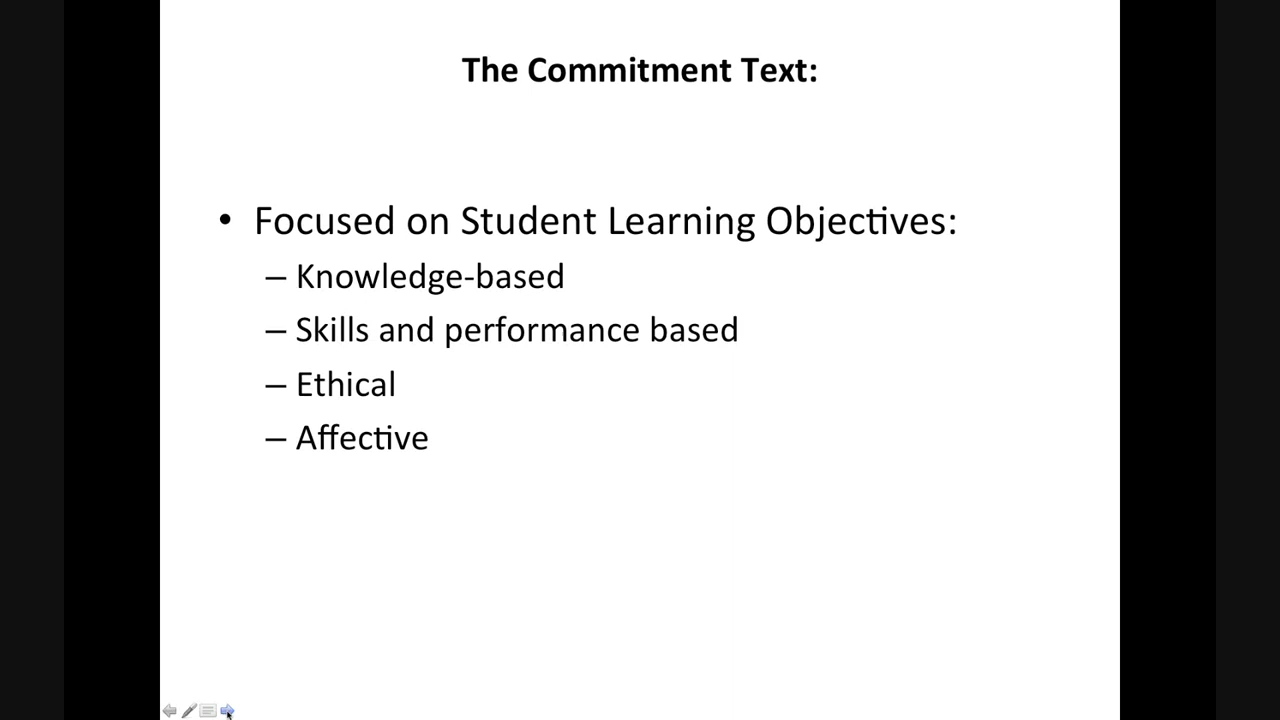 The Commitment Text:
• Focused on Student Learning Objectives:
– Knowledge-based
– Skills and performance based
– Ethical
– Affective